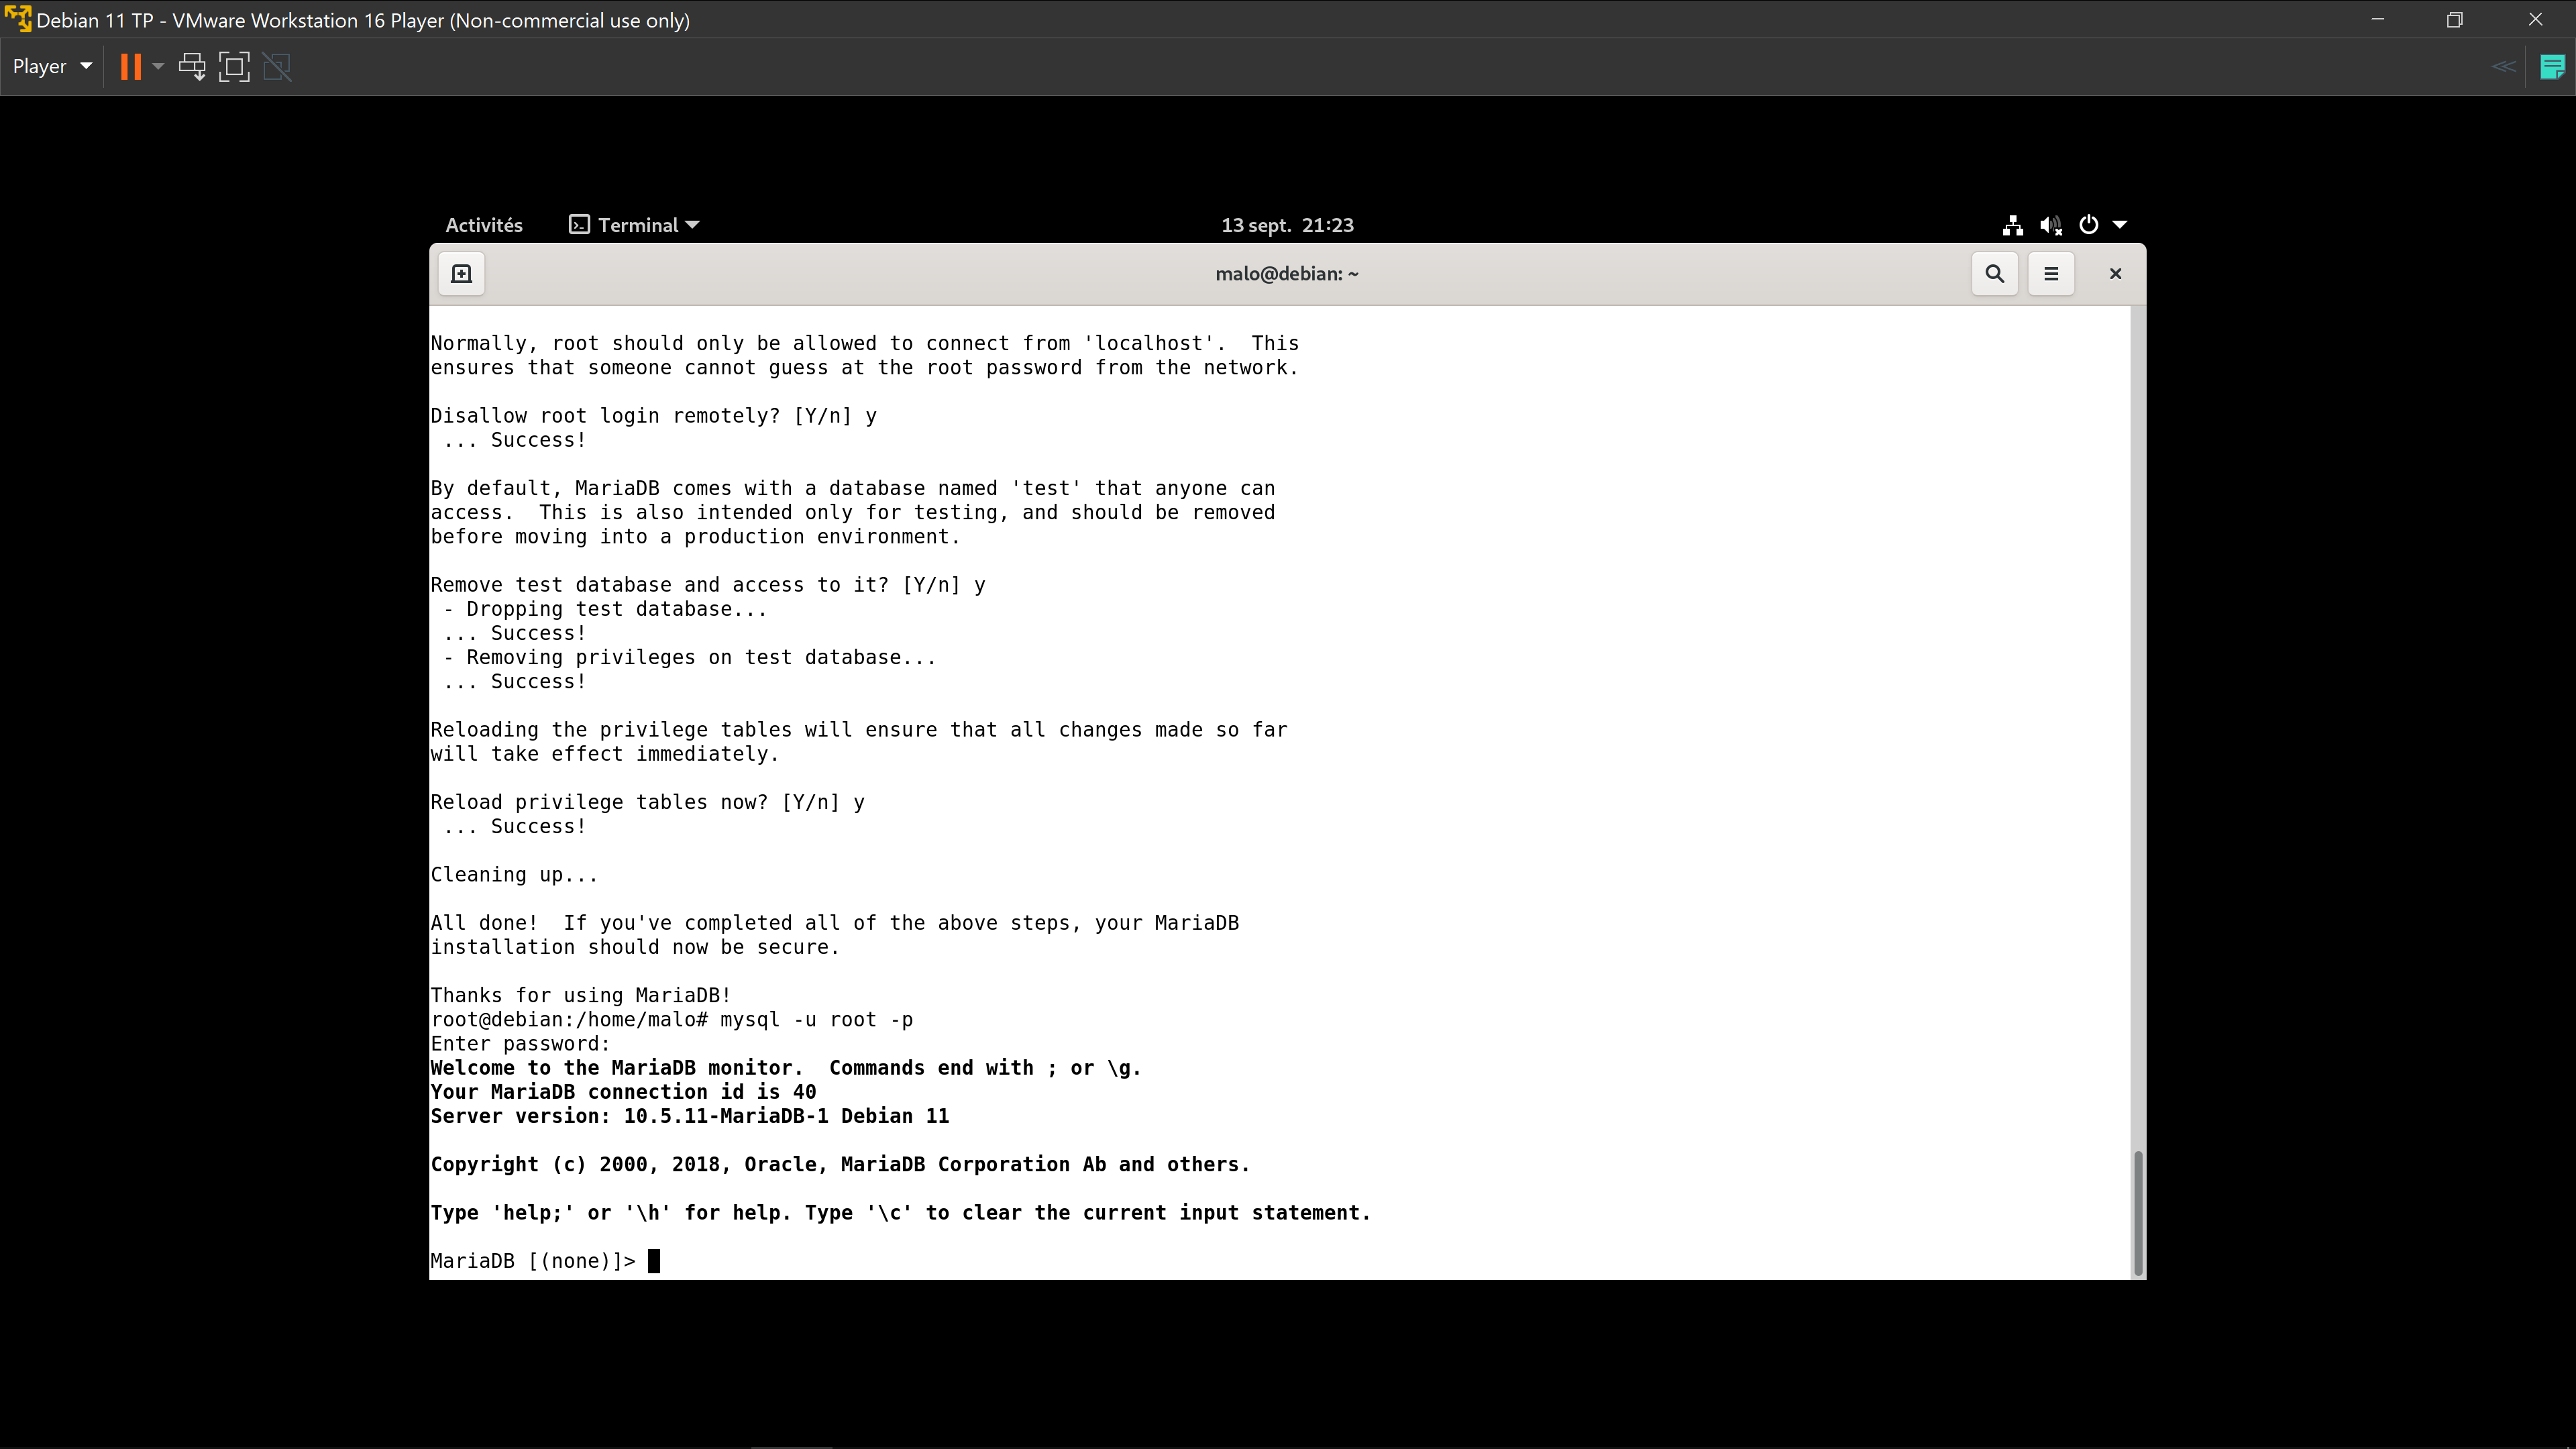 Debian 11 TP - VMware Workstation 16 Player (Non-commercial use only)
Player
Activités Terminal 13 sept. 21:23
malo@debian: ~
Normally, root should only be allowed to connect from 'localhost'.  This
ensures that someone cannot guess at the root password from the network.
Disallow root login remotely? [Y/n] y
 ... Success!
By default, MariaDB comes with a database named 'test' that anyone can
access.  This is also intended only for testing, and should be removed
before moving into a production environment.
Remove test database and access to it? [Y/n] y
 - Dropping test database...
 ... Success!
 - Removing privileges on test database...
 ... Success!
Reloading the privilege tables will ensure that all changes made so far
will take effect immediately.
Reload privilege tables now? [Y/n] y
 ... Success!
Cleaning up...
All done!  If you've completed all of the above steps, your MariaDB
installation should now be secure.
Thanks for using MariaDB!
root@debian:/home/malo# mysql -u root -p
Enter password:
Welcome to the MariaDB monitor.  Commands end with ; or \g.
Your MariaDB connection id is 40
Server version: 10.5.11-MariaDB-1 Debian 11
Copyright (c) 2000, 2018, Oracle, MariaDB Corporation Ab and others.
Type 'help;' or '\h' for help. Type '\c' to clear the current input statement.
MariaDB [(none)]>